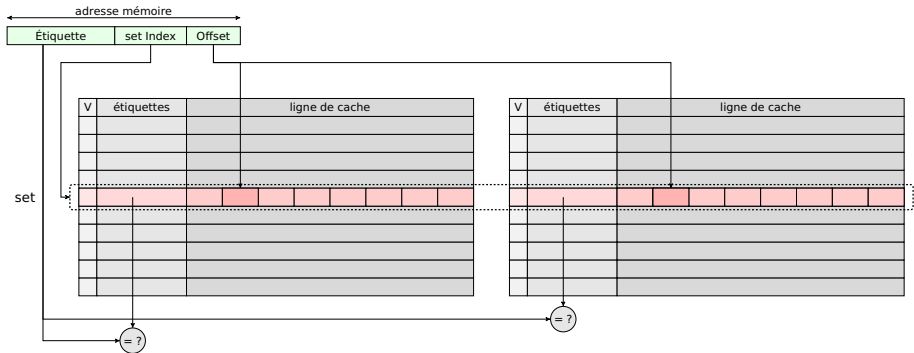 adresse mémoire
Étiquette set Index Offset
V étiquettes ligne de cache V étiquettes ligne de cache
set
= ?
= ?